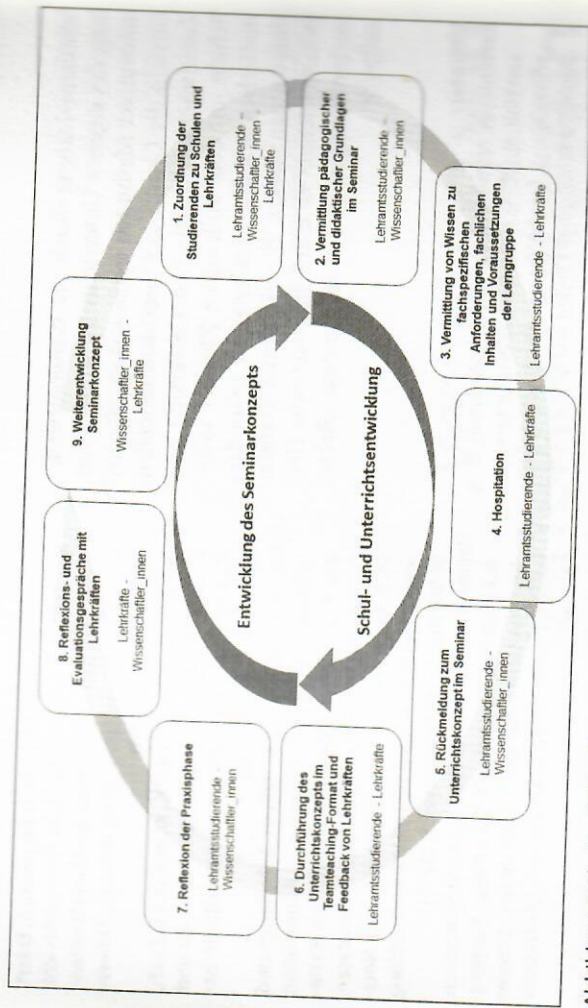 1. Zuordnung der
Studierenden zu Schulen und
Lehrkräften
Lehramtsstudierende –
Wissenschaftler_innen -
Lehrkräfte
2. Vermittlung pädagogischer
und didaktischer Grundlagen
im Seminar
Lehramtsstudierende –
Wissenschaftler_innen
3. Vermittlung von Wissen zu
fachspezifischen
Anforderungen, fachlichen
Inhalten und Voraussetzungen
der Lerngruppe
Lehramtsstudierende - Lehrkräfte
4. Hospitation
Lehramtsstudierende - Lehrkräfte
5. Rückmeldung zum
Unterrichtskonzept im Seminar
Lehramtsstudierende -
Wissenschaftler_innen
6. Durchführung des
Unterrichtskonzepts im
Teamteaching-Format und
Feedback von Lehrkräften
Lehramtsstudierende - Lehrkräfte
7. Reflexion der Praxisphase
Lehramtsstudierende
Wissenschaftler_innen
8. Reflexions- und
Evaluationsgespräche mit
Lehrkräften
Lehrkräfte -
Wissenschaftler_innen
9. Weiterentwicklung
Seminarkonzept
Wissenschaftler_innen -
Lehrkräfte
Entwicklung des Seminarkonzepts
Schul- und Unterrichtsentwicklung